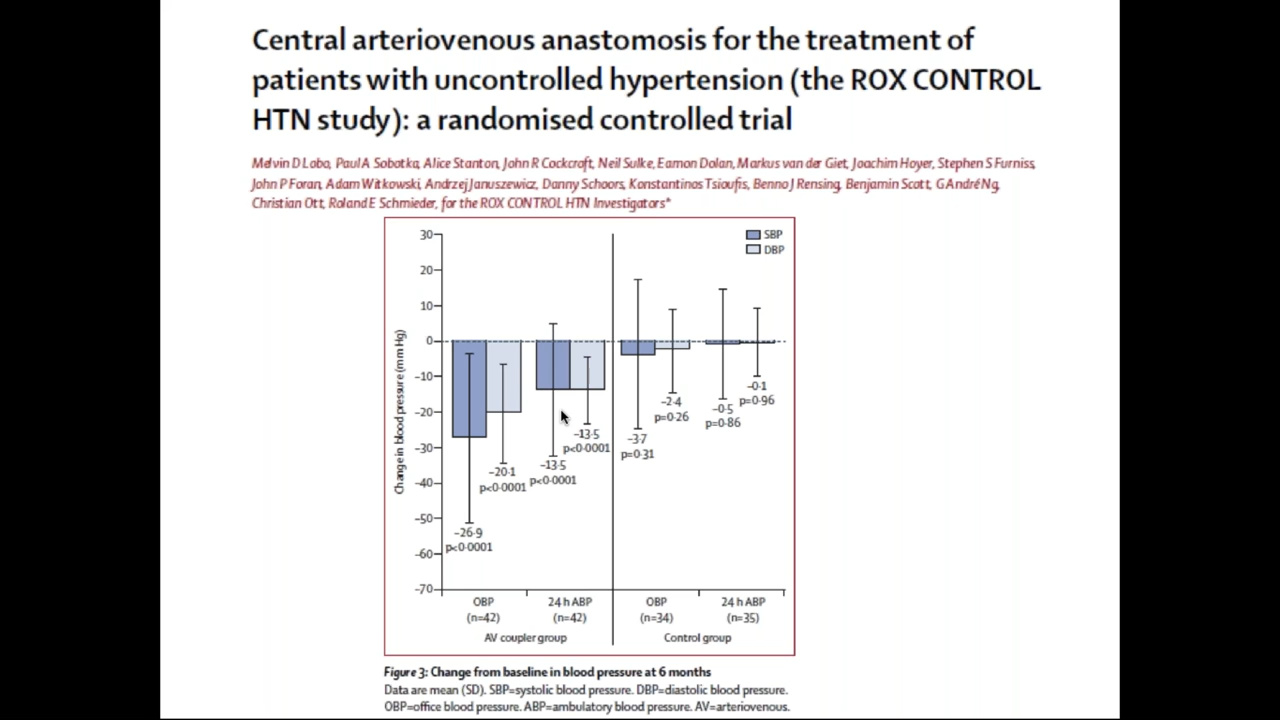 Central arteriovenous anastomosis for the treatment of
patients with uncontrolled hypertension (the ROX CONTROL
HTN study): a randomised controlled trial
Melvin D Lobo, Paul A Sobotka, Alice Stanton, John R Cockcroft, Neil Sulke, Eamon Dolan, Markus van der Giet, Joachim Hoyer, Stephen S Furniss,
John P Foran, Adam Witkowski, Andrzej Januszewicz, Danny Schoors, Konstantinos Tsioufis, Benno J Rensing, Benjamin Scott, G André Ng,
Christian Ott, Roland E Schmieder, for the ROX CONTROL HTN Investigators*
SBP
DBP
Change in blood pressure (mm Hg)
30
20
10
0
–10
–20
–30
–40
–50
–60
–70
–26·9
p<0·0001
–20·1
p<0·0001
–13·5
p<0·0001
–13·5
p<0·0001
–3·7
p=0·31
–2·4
p=0·26
–0·5
p=0·86
–0·1
p=0·96
OBP
(n=42)
24 h ABP
(n=42)
OBP
(n=34)
24 h ABP
(n=35)
AV coupler group
Control group
Figure 3: Change from baseline in blood pressure at 6 months
Data are mean (SD). SBP=systolic blood pressure. DBP=diastolic blood pressure.
OBP=office blood pressure. ABP=ambulatory blood pressure. AV=arteriovenous.